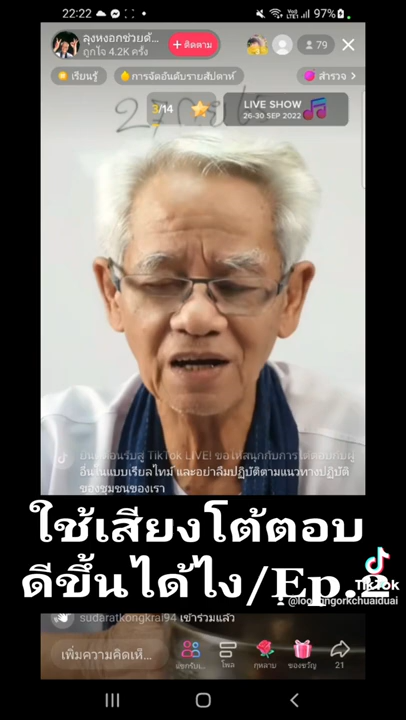 22:22
97%
ลุงหงอกช่วยด้...
ถูกใจ 4.2K ครั้ง
+ ติดตาม
79
เรียนรู้
การจัดอันดับรายสัปดาห์
สำรวจ >
3/14
LIVE SHOW
26-30 SEP 2022
ยินดีต้อนรับสู่ TikTok LIVE! ขอให้สนุกกับการโต้ตอบกับผู้
อื่นในแบบเรียลไทม์ และอย่าลืมปฏิบัติตามแนวทางปฏิบัติ
ของชุมชนของเรา
ใช้เสียงโต้ตอบ
ดีขึ้นได้ไง/Ep.2
TikTok
@loongngorkchuaiduai
sudaratkongkrai94 เข้าร่วมแล้ว
เพิ่มความคิดเห็...
โพล
กุหลาบ
ของขวัญ
21